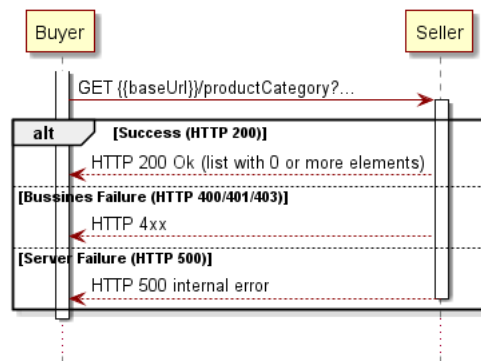 Buyer
Seller
GET {{baseUrl}}/productCategory?...
alt [Success (HTTP 200)]
HTTP 200 Ok (list with 0 or more elements)
[Bussines Failure (HTTP 400/401/403)]
HTTP 4xx
[Server Failure (HTTP 500)]
HTTP 500 internal error